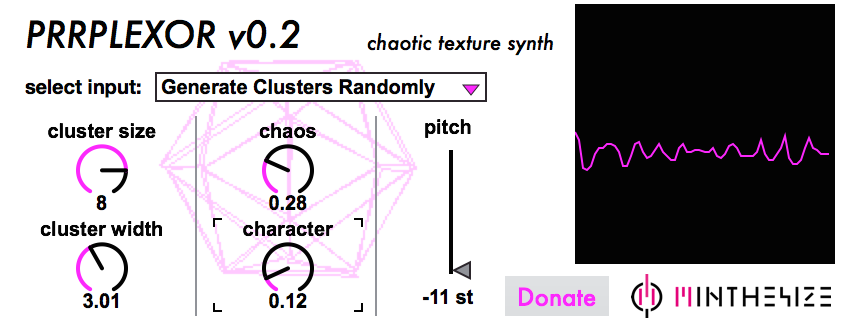 PRRPLEXOR v0.2
chaotic texture synth
select input: Generate Clusters Randomly
cluster size
chaos
pitch
8
0.28
cluster width
character
3.01
0.12
-11 st
Donate
MINTHESIZE